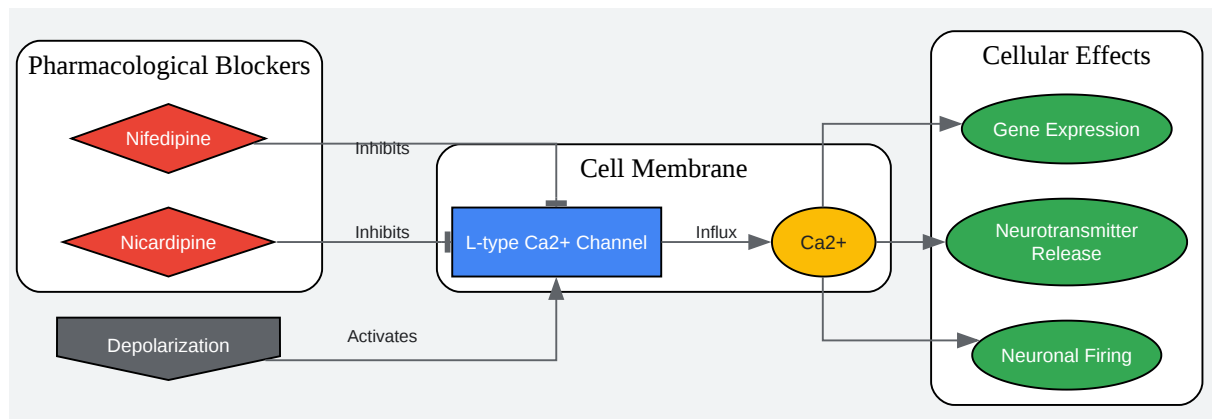 Pharmacological Blockers
Nifedipine
Inhibits
Nicardipine
Inhibits
Depolarization
Activates
Cell Membrane
L-type Ca2+ Channel
Influx
Ca2+
Cellular Effects
Gene Expression
Neurotransmitter
Release
Neuronal Firing